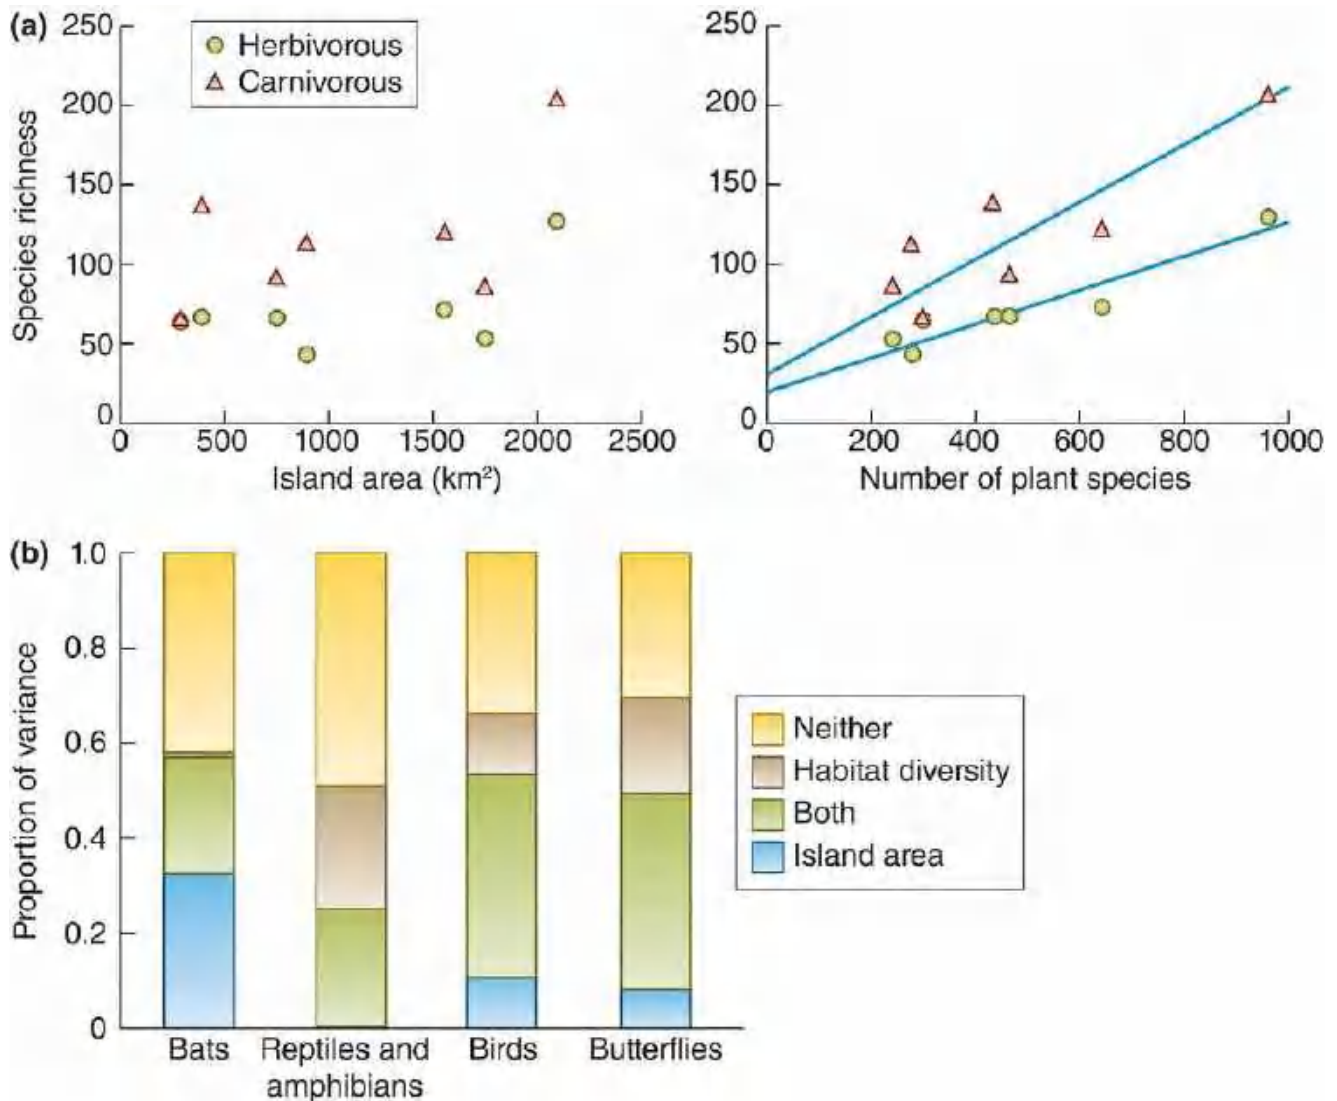 (a)
250
200
150
100
50
0
Species richness
Herbivorous
Carnivorous
0 500 1000 1500 2000 2500
Island area (km²)
250
200
150
100
50
0
0 200 400 600 800 1000
Number of plant species
(b)
1.0
0.8
0.6
0.4
0.2
0
Proportion of variance
Bats
Reptiles and
amphibians
Birds
Butterflies
Neither
Habitat diversity
Both
Island area